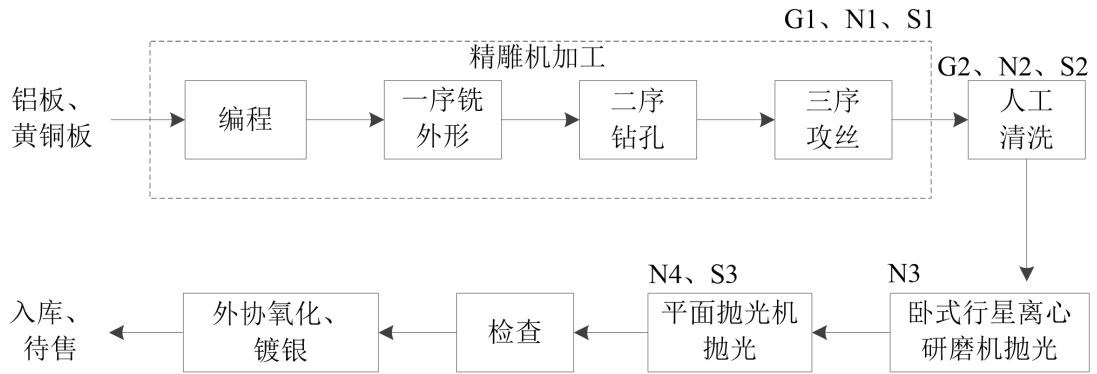 G1、N1、S1
精雕机加工
G2、N2、S2
铝板、
黄铜板
编程
一序铣
外形
二序
钻孔
三序
攻丝
人工
清洗
N4、S3
N3
入库、
待售
外协氧化、
镀银
检查
平面抛光机
抛光
卧式行星离心
研磨机抛光